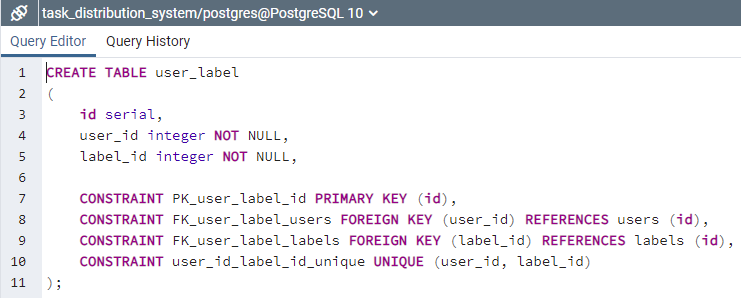 task_distribution_system/postgres@PostgreSQL 10
Query Editor Query History
1 CREATE TABLE user_label
2 (
3 id serial,
4 user_id integer NOT NULL,
5 label_id integer NOT NULL,
6
7 CONSTRAINT PK_user_label_id PRIMARY KEY (id),
8 CONSTRAINT FK_user_label_users FOREIGN KEY (user_id) REFERENCES users (id),
9 CONSTRAINT FK_user_label_labels FOREIGN KEY (label_id) REFERENCES labels (id),
10 CONSTRAINT user_id_label_id_unique UNIQUE (user_id, label_id)
11 );